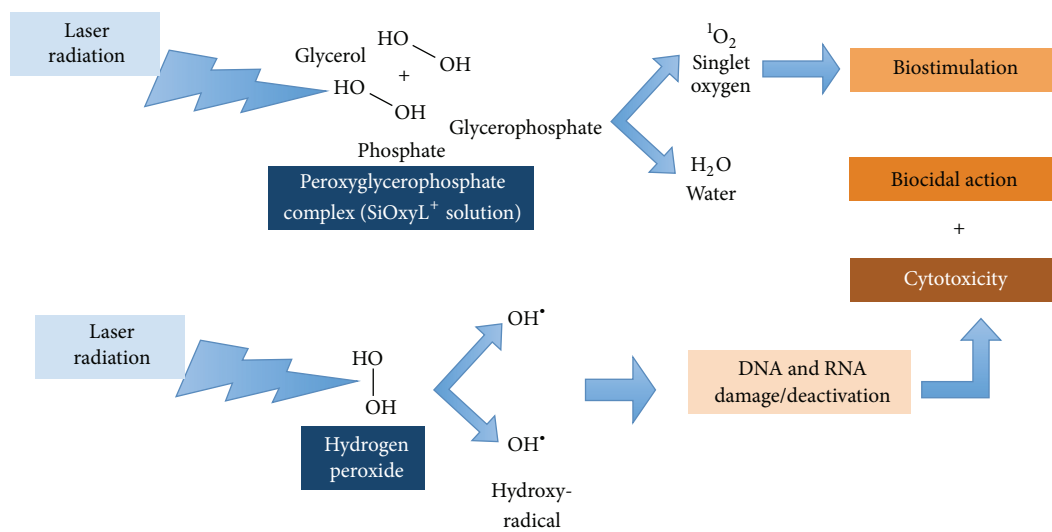 Laser
radiation
Glycerol
HO
OH
+
HO
OH
Phosphate
Glycerophosphate
Peroxyglycerophosphate
complex (SiOxyL⁺ solution)
¹O₂
Singlet
oxygen
H₂O
Water
Biostimulation
Biocidal action
+
Cytotoxicity
Laser
radiation
HO
OH
Hydrogen
peroxide
OH•
OH•
Hydroxy-
radical
DNA and RNA
damage/deactivation